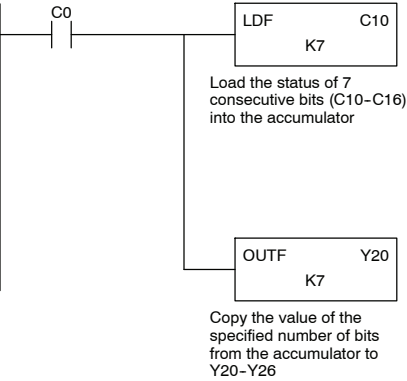 C0
LDF C10
K7
Load the status of 7
consecutive bits (C10-C16)
into the accumulator
OUTF Y20
K7
Copy the value of the
specified number of bits
from the accumulator to
Y20-Y26